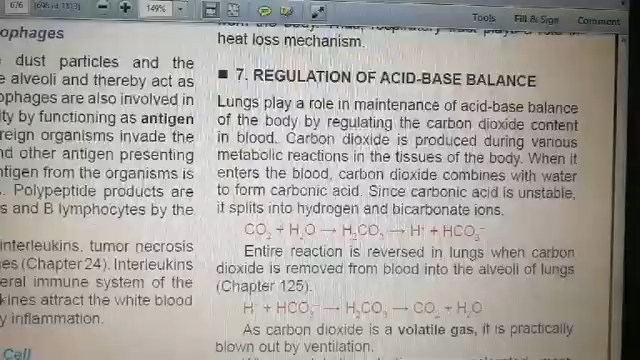 676 (698 of 1113) 149%
Tools Fill & Sign Comment
ophages
dust particles and the
e alveoli and thereby act as
ophages are also involved in
ity by functioning as antigen
reign organisms invade the
nd other antigen presenting
ntigen from the organisms is
. Polypeptide products are
s and B lymphocytes by the
interleukins, tumor necrosis
es (Chapter 24). Interleukins
eral immune system of the
kines attract the white blood
y inflammation.
Cell
heat loss mechanism.
■ 7. REGULATION OF ACID-BASE BALANCE
Lungs play a role in maintenance of acid-base balance
of the body by regulating the carbon dioxide content
in blood. Carbon dioxide is produced during various
metabolic reactions in the tissues of the body. When it
enters the blood, carbon dioxide combines with water
to form carbonic acid. Since carbonic acid is unstable,
it splits into hydrogen and bicarbonate ions.
CO₂ + H₂O → H₂CO₃ → H⁺ + HCO₃⁻
Entire reaction is reversed in lungs when carbon
dioxide is removed from blood into the alveoli of lungs
(Chapter 125).
H⁺ + HCO₃⁻ → H₂CO₃ → CO₂ + H₂O
As carbon dioxide is a volatile gas, it is practically
blown out by ventilation.